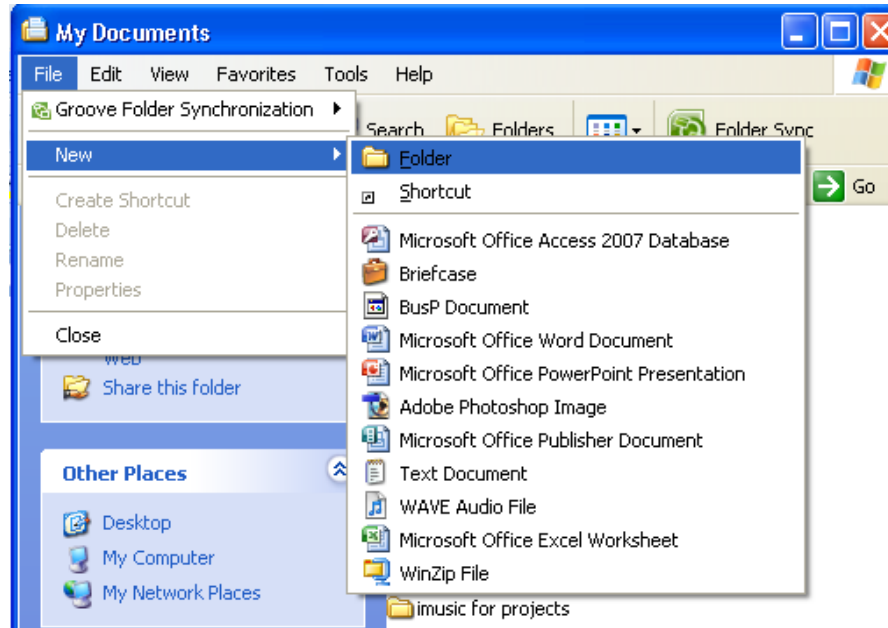 My Documents
File Edit View Favorites Tools Help
Groove Folder Synchronization
Search Folders Folder Sync
New
Folder
Go
Create Shortcut
Shortcut
Delete
Rename
Properties
Close
Microsoft Office Access 2007 Database
Briefcase
BusP Document
Microsoft Office Word Document
Microsoft Office PowerPoint Presentation
Adobe Photoshop Image
Microsoft Office Publisher Document
Text Document
WAVE Audio File
Microsoft Office Excel Worksheet
WinZip File
Web
Share this folder
Other Places
Desktop
My Computer
My Network Places
imusic for projects